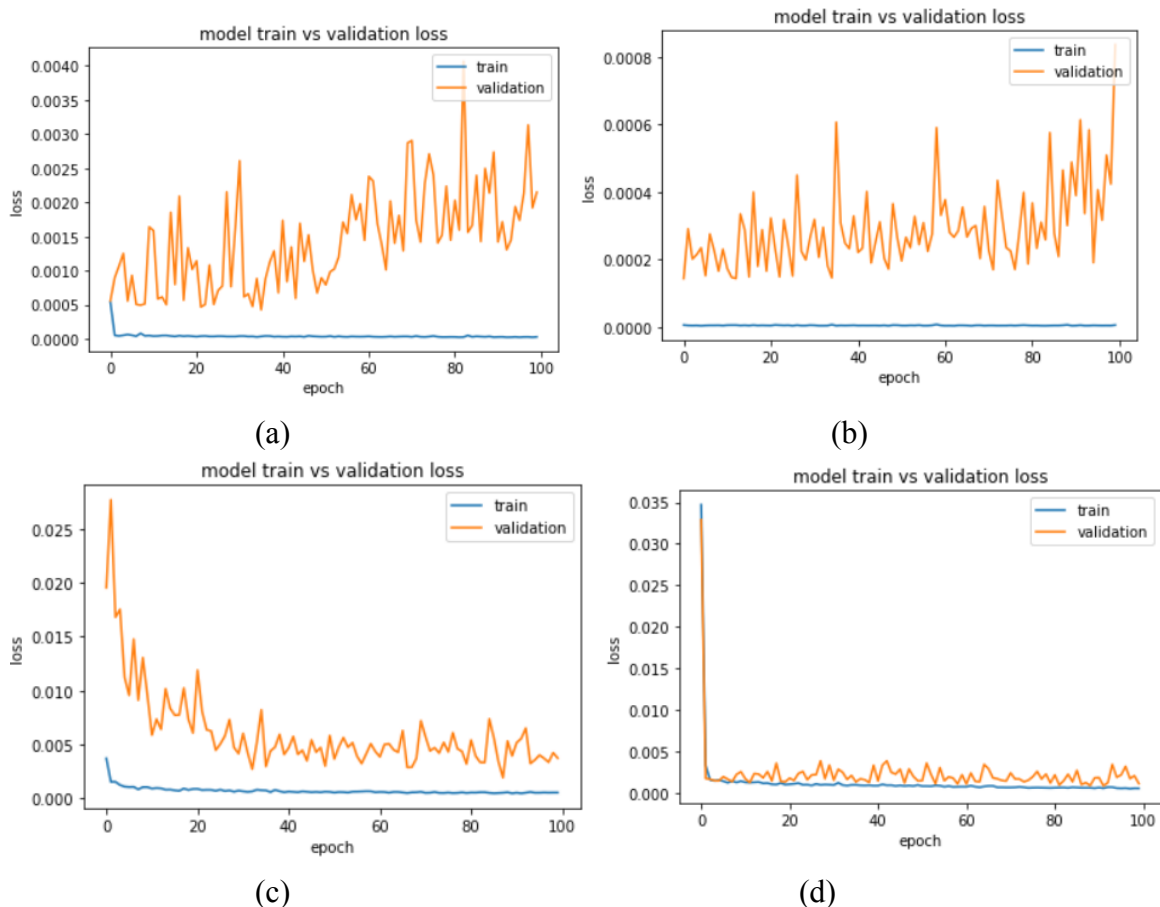 model train vs validation loss
train
validation
0.0040
0.0035
0.0030
0.0025
0.0020
0.0015
0.0010
0.0005
0.0000
loss
0 20 40 60 80 100
epoch
(a)
model train vs validation loss
train
validation
0.0008
0.0006
0.0004
0.0002
0.0000
loss
0 20 40 60 80 100
epoch
(b)
model train vs validation loss
train
validation
0.025
0.020
0.015
0.010
0.005
0.000
loss
0 20 40 60 80 100
epoch
(c)
model train vs validation loss
train
validation
0.035
0.030
0.025
0.020
0.015
0.010
0.005
0.000
loss
0 20 40 60 80 100
epoch
(d)